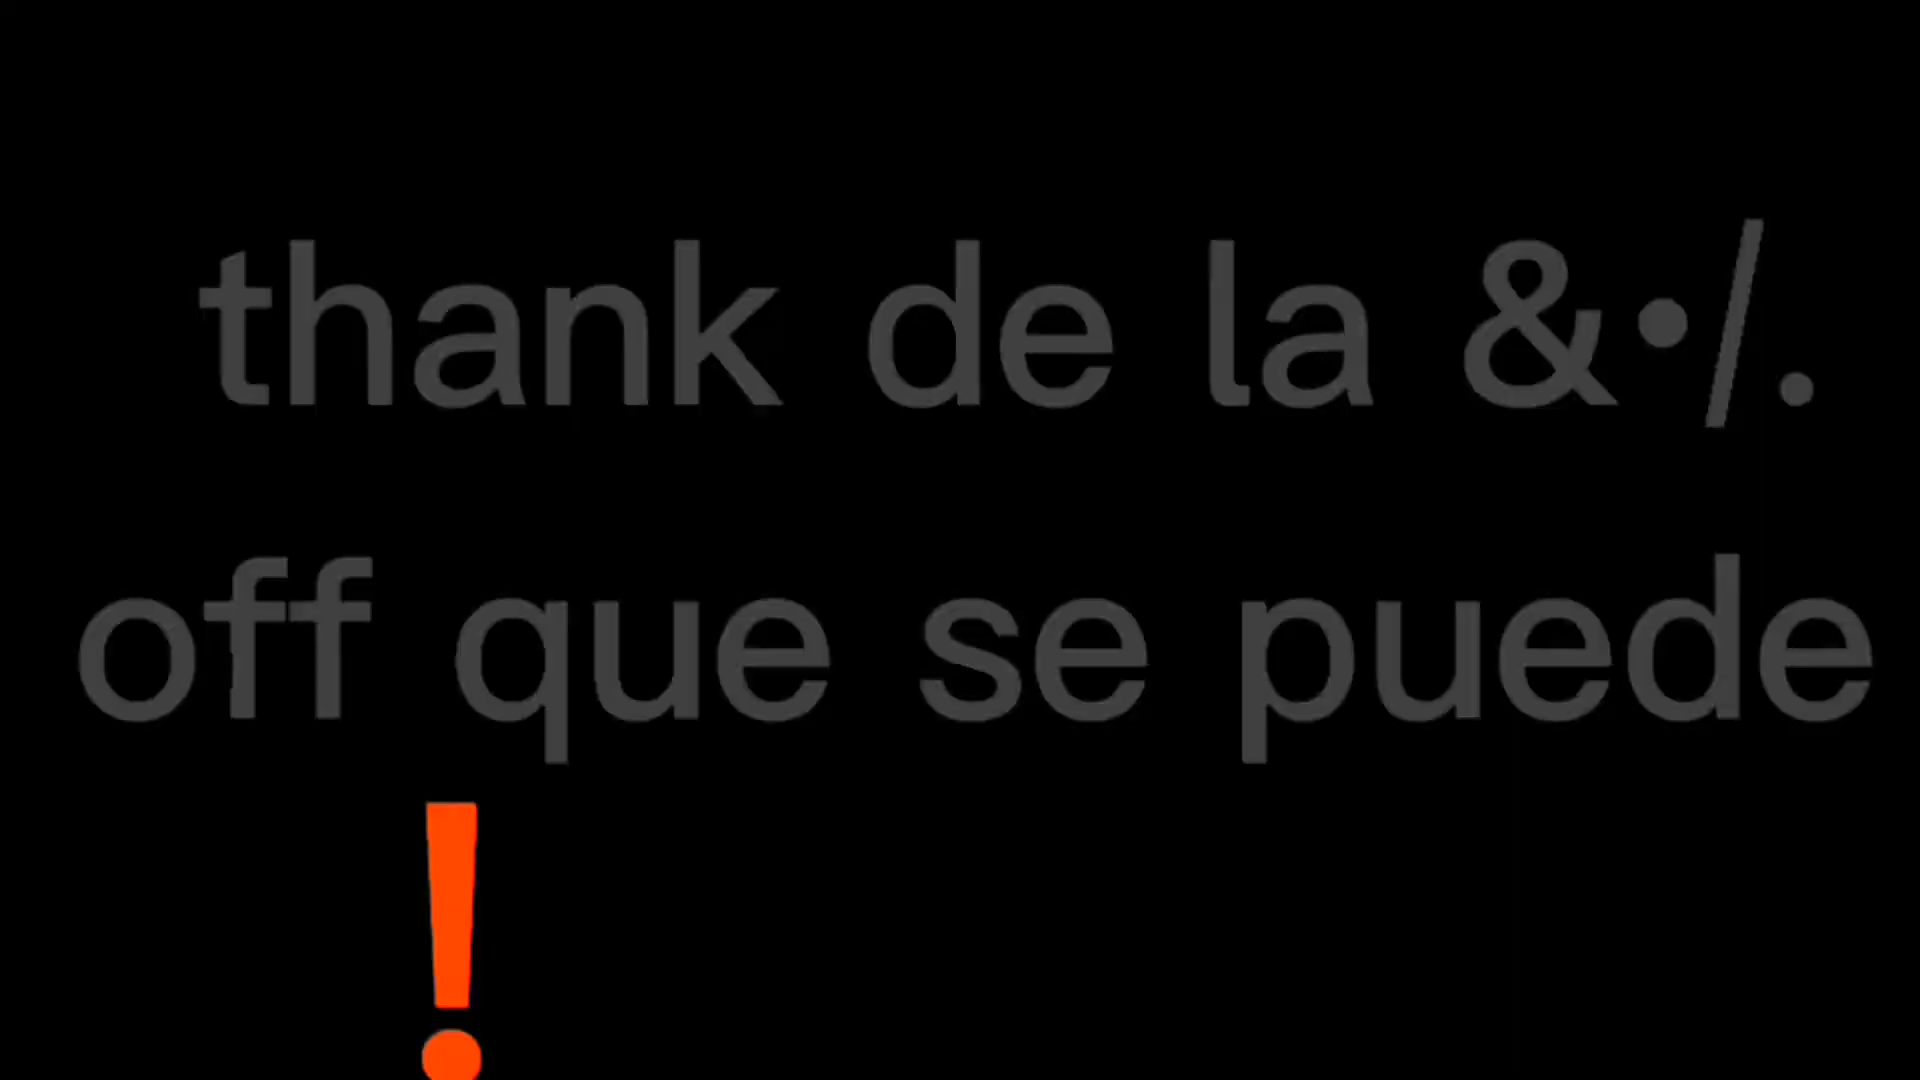 thank de la &•/.
off que se puede
!